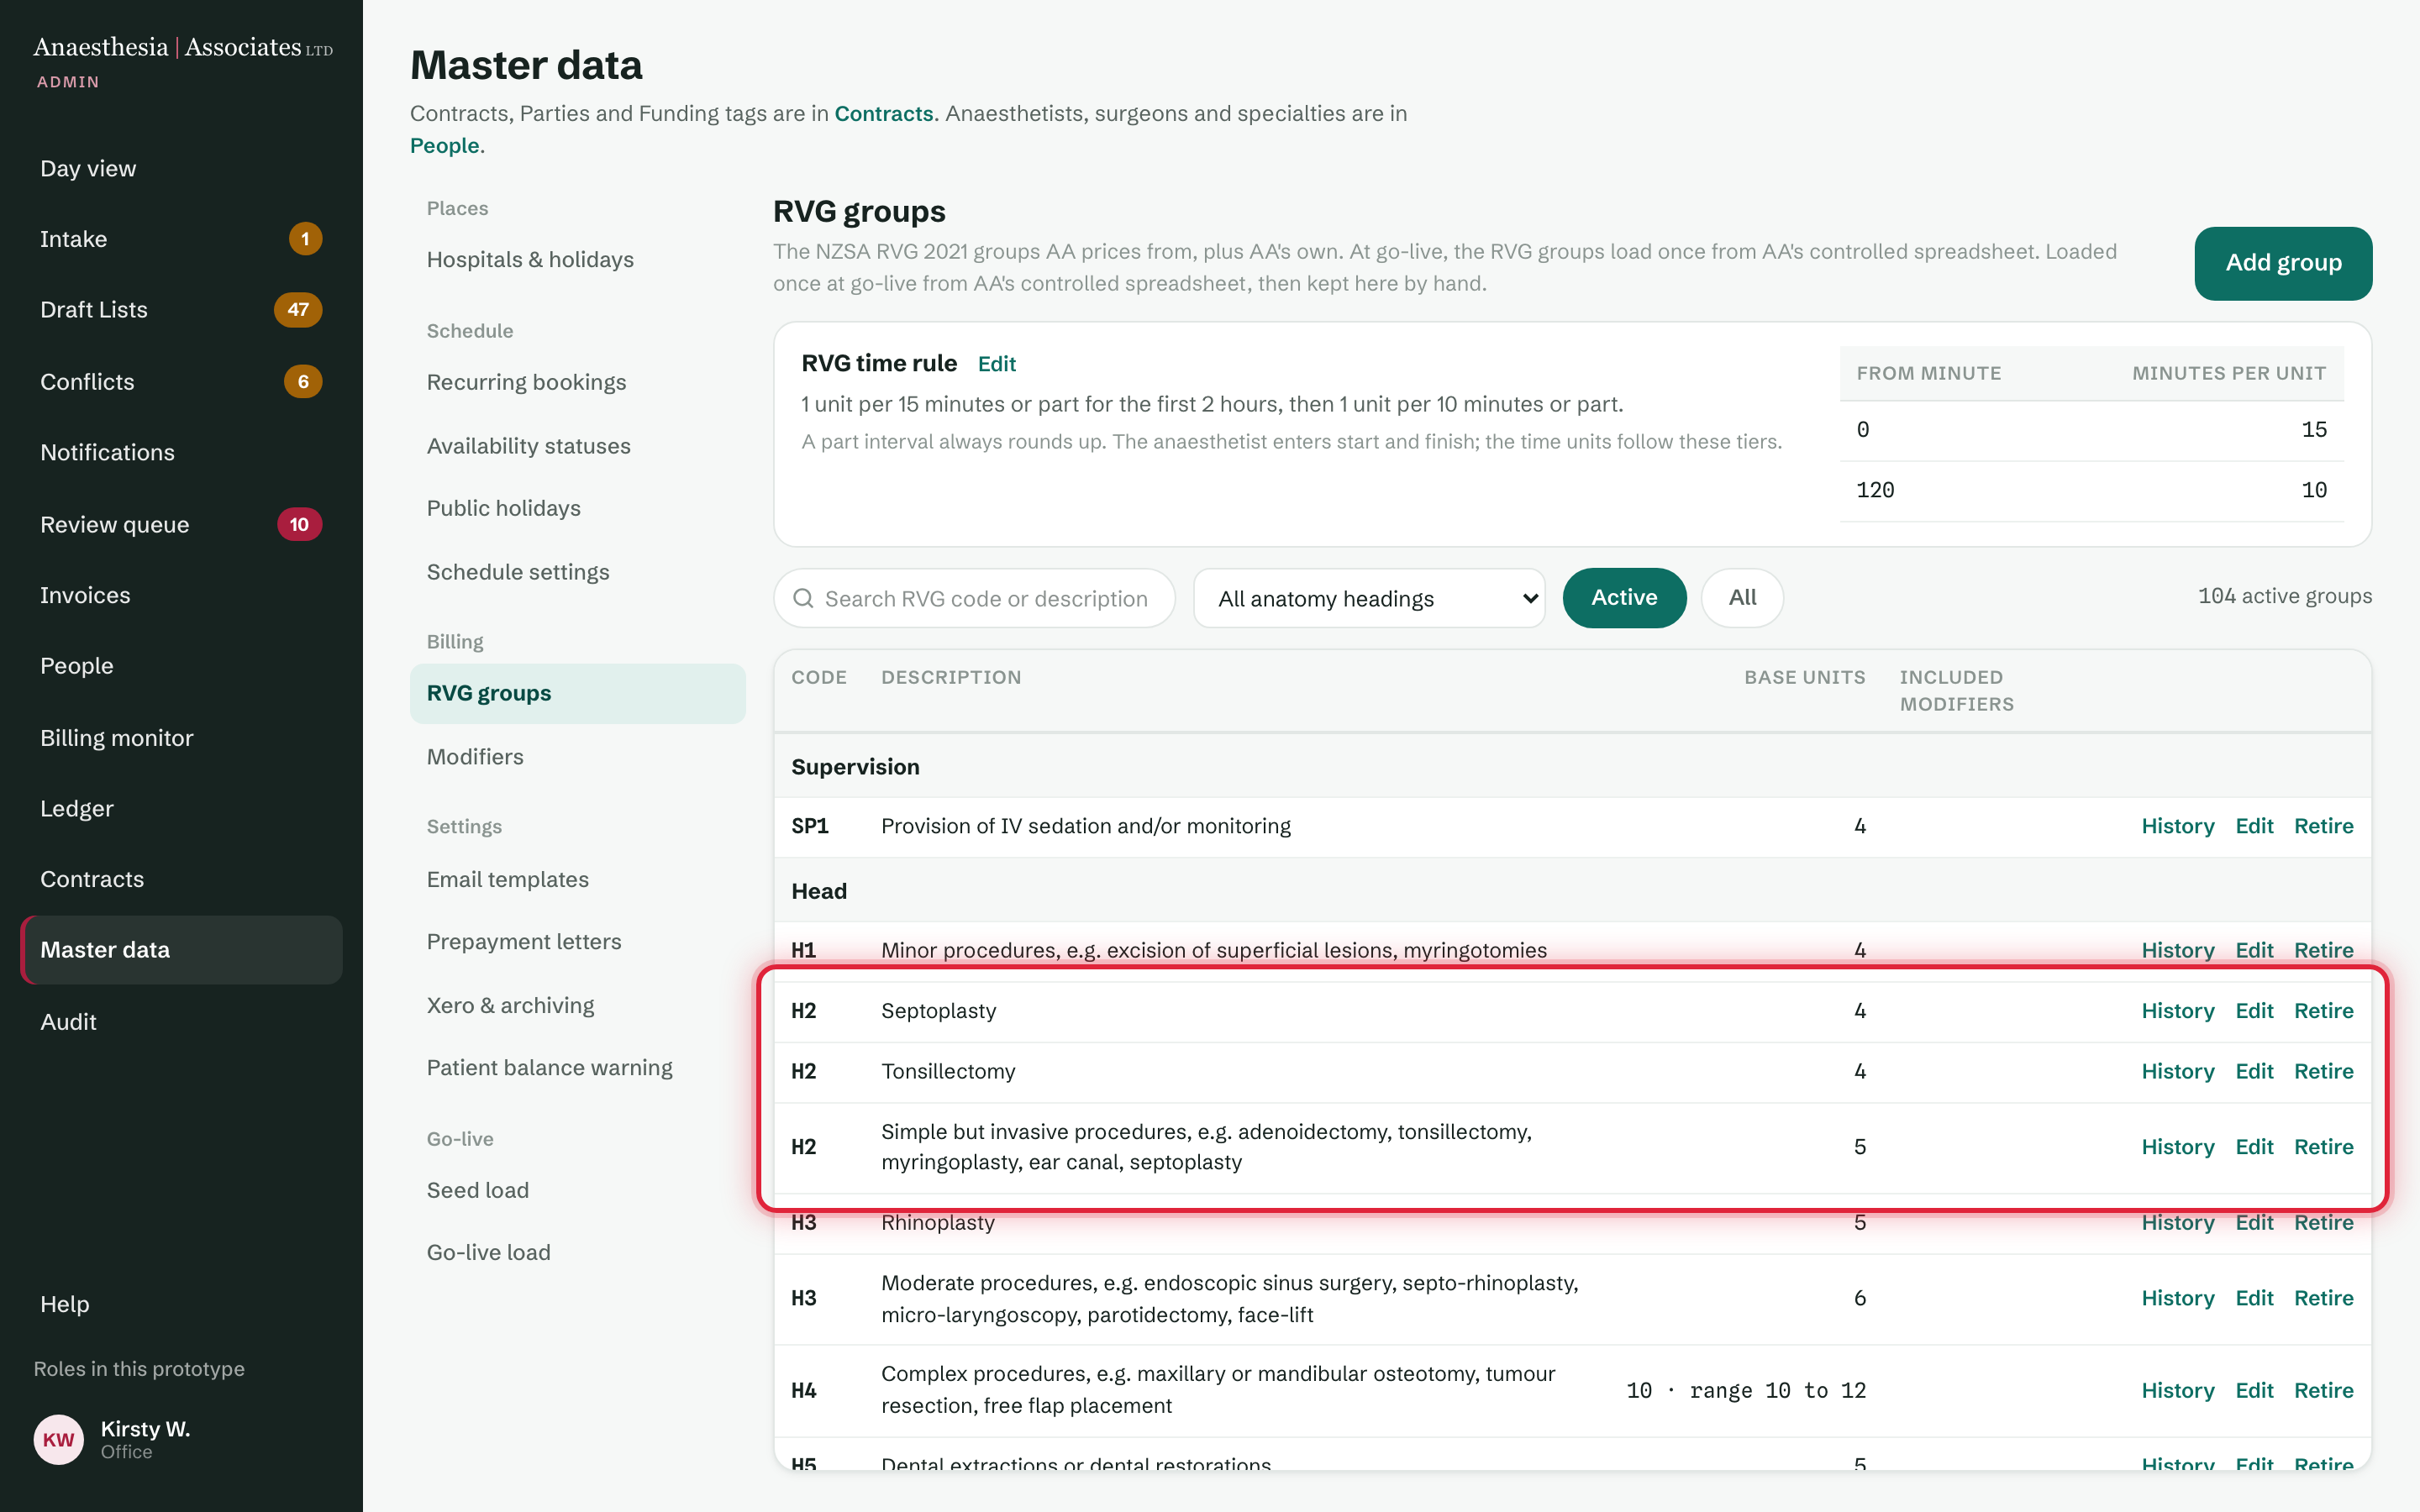 Anaesthesia | Associates LTD
ADMIN
Day view
Intake 1
Draft Lists 47
Conflicts 6
Notifications
Review queue 10
Invoices
People
Billing monitor
Ledger
Contracts
Master data
Audit
Help
Roles in this prototype
KW Kirsty W.
Office
Master data
Contracts, Parties and Funding tags are in Contracts. Anaesthetists, surgeons and specialties are in
People.
Places
Hospitals & holidays
Schedule
Recurring bookings
Availability statuses
Public holidays
Schedule settings
Billing
RVG groups
Modifiers
Settings
Email templates
Prepayment letters
Xero & archiving
Patient balance warning
Go-live
Seed load
Go-live load
RVG groups
The NZSA RVG 2021 groups AA prices from, plus AA's own. At go-live, the RVG groups load once from AA's controlled spreadsheet. Loaded
once at go-live from AA's controlled spreadsheet, then kept here by hand.
Add group
RVG time rule Edit
1 unit per 15 minutes or part for the first 2 hours, then 1 unit per 10 minutes or part.
A part interval always rounds up. The anaesthetist enters start and finish; the time units follow these tiers.
FROM MINUTE MINUTES PER UNIT
0 15
120 10
Search RVG code or description
All anatomy headings
Active
All
104 active groups
CODE DESCRIPTION BASE UNITS INCLUDED
MODIFIERS
Supervision
SP1 Provision of IV sedation and/or monitoring 4 History Edit Retire
Head
H1 Minor procedures, e.g. excision of superficial lesions, myringotomies 4 History Edit Retire
H2 Septoplasty 4 History Edit Retire
H2 Tonsillectomy 4 History Edit Retire
H2 Simple but invasive procedures, e.g. adenoidectomy, tonsillectomy,
myringoplasty, ear canal, septoplasty 5 History Edit Retire
H3 Rhinoplasty 5 History Edit Retire
H3 Moderate procedures, e.g. endoscopic sinus surgery, septo-rhinoplasty,
micro-laryngoscopy, parotidectomy, face-lift 6 History Edit Retire
H4 Complex procedures, e.g. maxillary or mandibular osteotomy, tumour
resection, free flap placement 10 · range 10 to 12 History Edit Retire
H5 Dental extractions or dental restorations 5 History Edit Retire